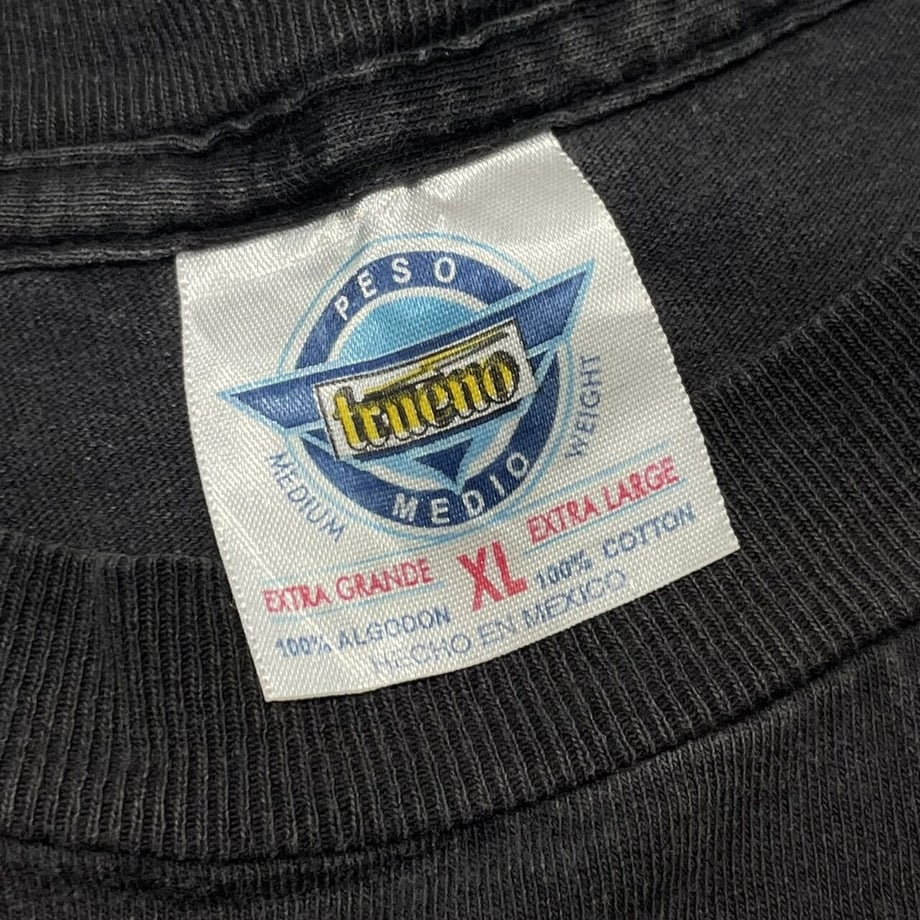 PESO
trueno
MEDIUM
WEIGHT
MEDIO
EXTRA GRANDE XL EXTRA LARGE
100% ALGODON 100% COTTON
HECHO EN MEXICO